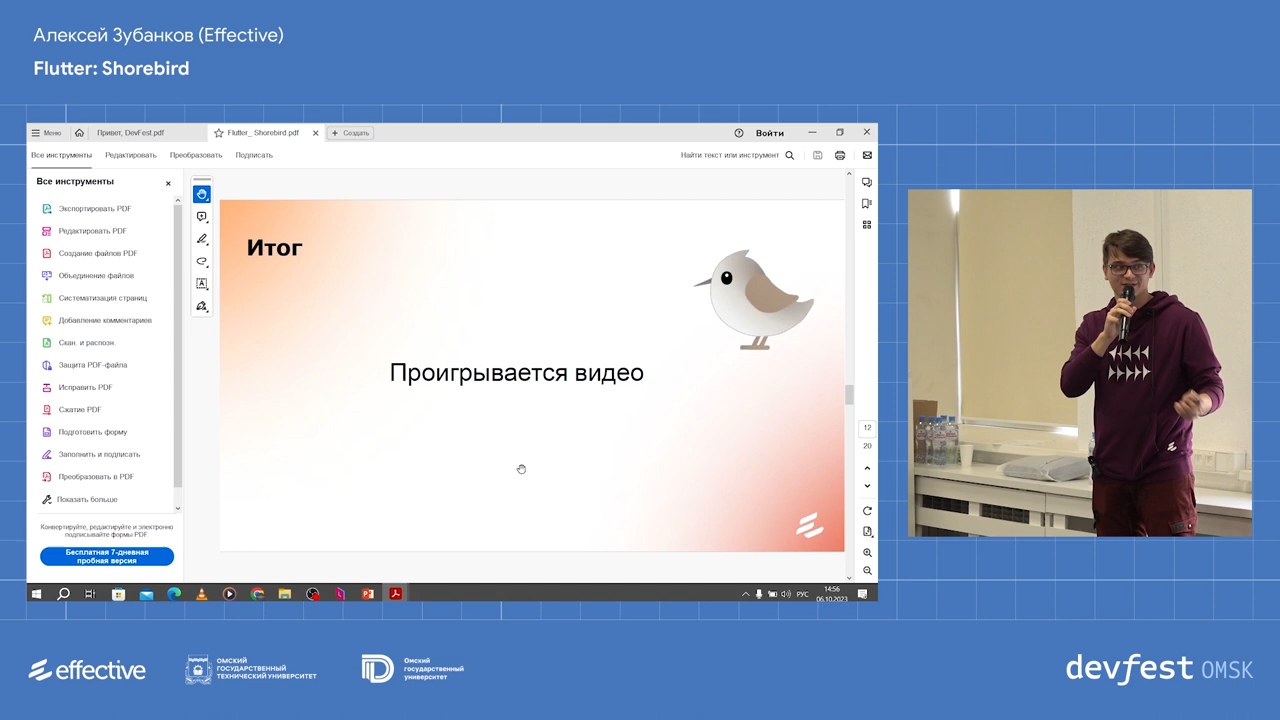 Алексей Зубанков (Effective)
Flutter: Shorebird
Меню
Привет, DevFest.pdf
Flutter_ Shorebird.pdf
Создать
Войти
Все инструменты
Редактировать
Преобразовать
Подписать
Найти текст или инструмент
Все инструменты
Экспортировать PDF
Редактировать PDF
Создание файлов PDF
Объединение файлов
Систематизация страниц
Добавление комментариев
Скан. и распозн.
Защита PDF-файла
Исправить PDF
Сжатие PDF
Подготовить форму
Заполнить и подписать
Преобразовать в PDF
Показать больше
Конвертируйте, редактируйте и электронно
подписывайте формы PDF.
Бесплатная 7-дневная
пробная версия
Итог
Проигрывается видео
12
20
РУС
14:56
06.10.2023
effective
ОМСКИЙ
ГОСУДАРСТВЕННЫЙ
ТЕХНИЧЕСКИЙ УНИВЕРСИТЕТ
Омский
государственный
университет
devfest OMSK